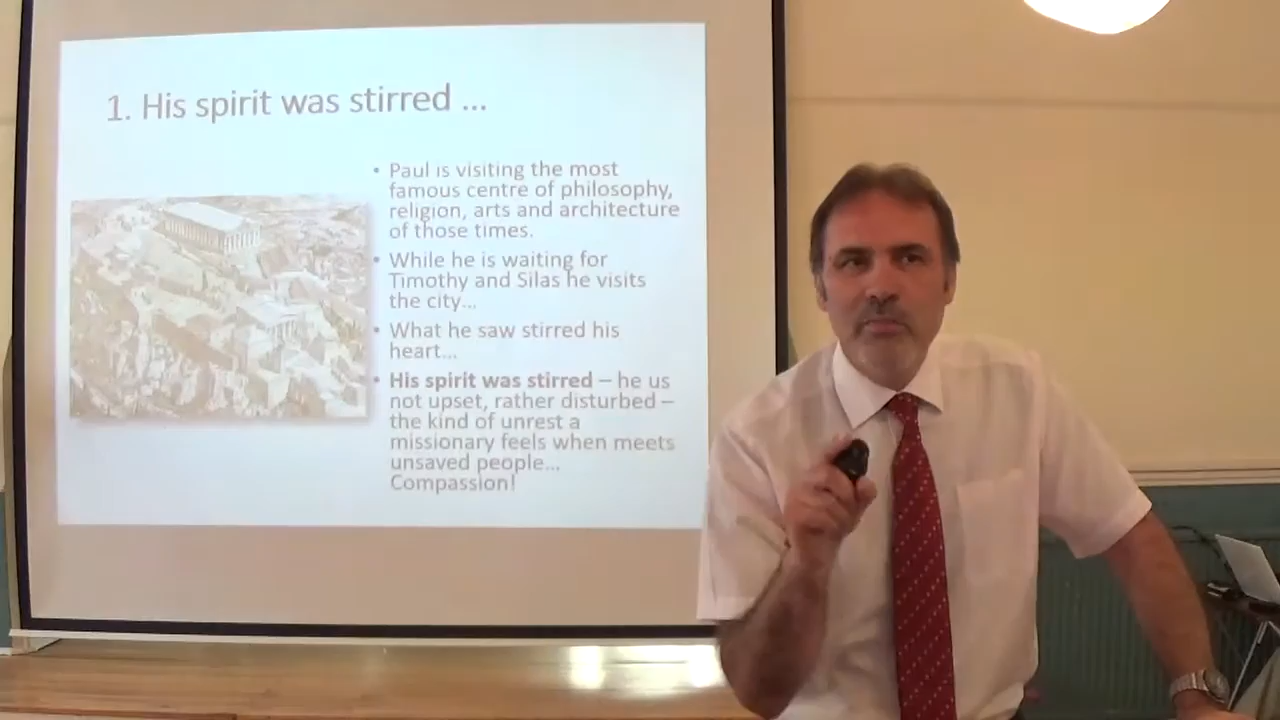 1. His spirit was stirred ...
• Paul is visiting the most
famous centre of philosophy,
religion, arts and architecture
of those times.
• While he is waiting for
Timothy and Silas he visits
the city...
• What he saw stirred his
heart...
• His spirit was stirred – he us
not upset, rather disturbed –
the kind of unrest a
missionary feels when meets
unsaved people...
Compassion!